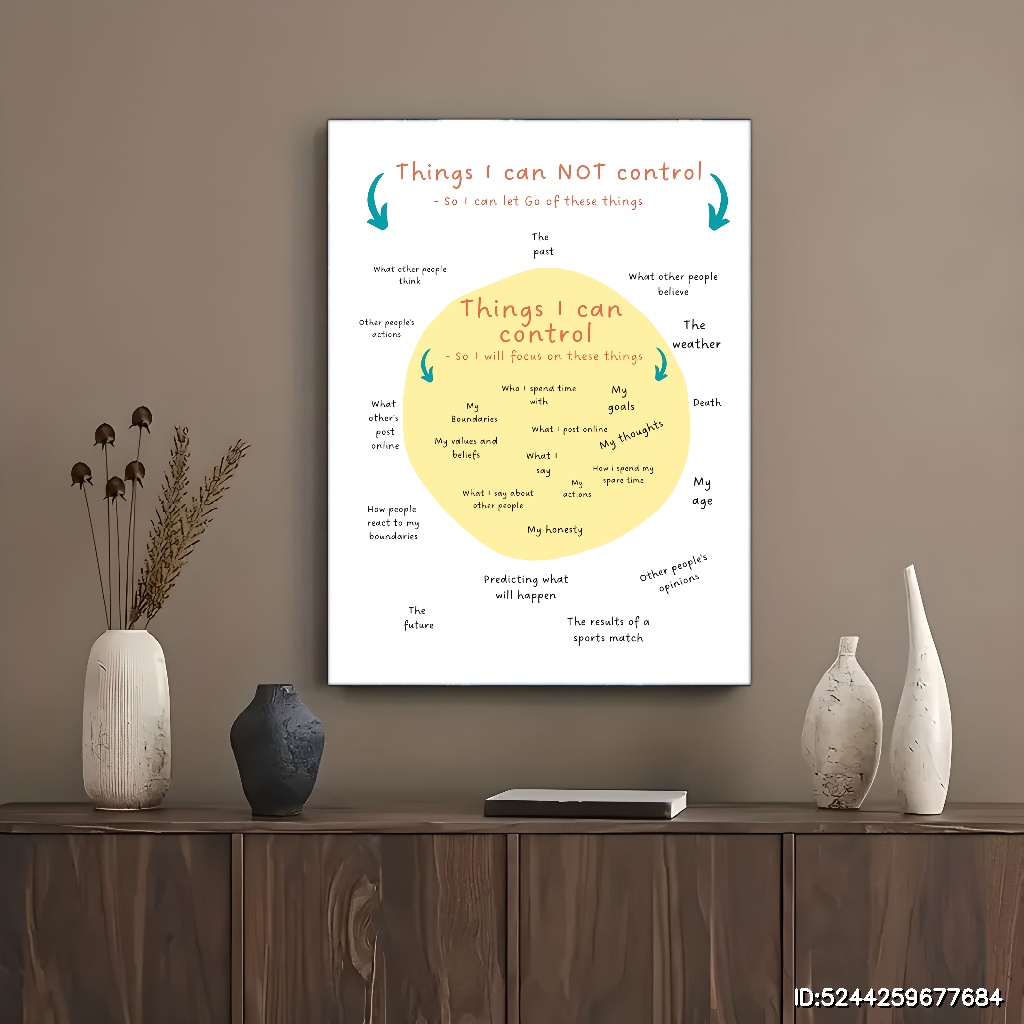 Things I can NOT control
- So I can let Go of these things
The
past
What other people
think
What other people
believe
Other people's
actions
The
weather
Things I can
control
- So I will focus on these things
Who I spend time
with
My
goals
My
Boundaries
What I post online
My thoughts
My values and
beliefs
What I
say
How i spend my
spare time
My
actions
What I say about
other people
My honesty
What
other's
post
online
Death
My
age
How people
react to my
boundaries
Other people's
opinions
Predicting what
will happen
The
future
The results of a
sports match
ID:5244259677684